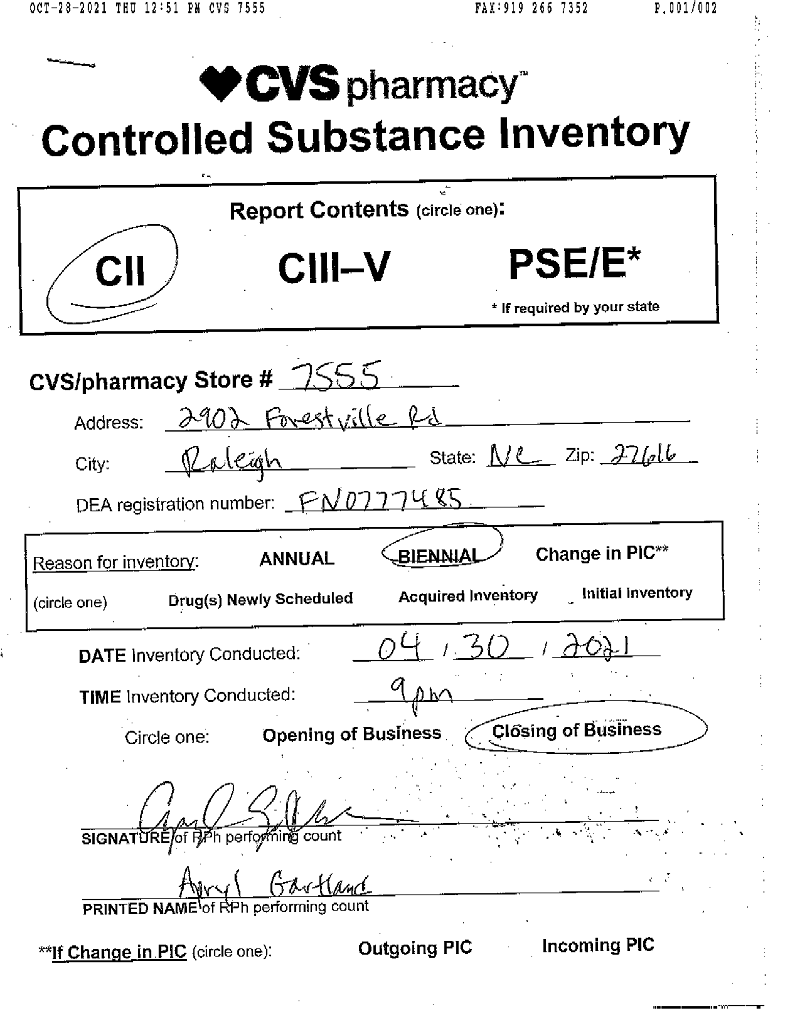 OCT-28-2021 THU 12:51 PM CVS 7555 FAX:919 266 7352 P.001/002
CVS pharmacy™
Controlled Substance Inventory
Report Contents (circle one):
CII CIII–V PSE/E*
* If required by your state
CVS/pharmacy Store # 7555
Address: 2902 Forestville Rd
City: Raleigh State: NC Zip: 27616
DEA registration number: FN0777485
Reason for inventory: ANNUAL BIENNIAL Change in PIC**
(circle one) Drug(s) Newly Scheduled Acquired Inventory Initial Inventory
DATE Inventory Conducted: 04 / 30 / 2021
TIME Inventory Conducted: 9pm
Circle one: Opening of Business Closing of Business
SIGNATURE of RPh performing count
Apryl Gartland
PRINTED NAME of RPh performing count
**If Change in PIC (circle one): Outgoing PIC Incoming PIC